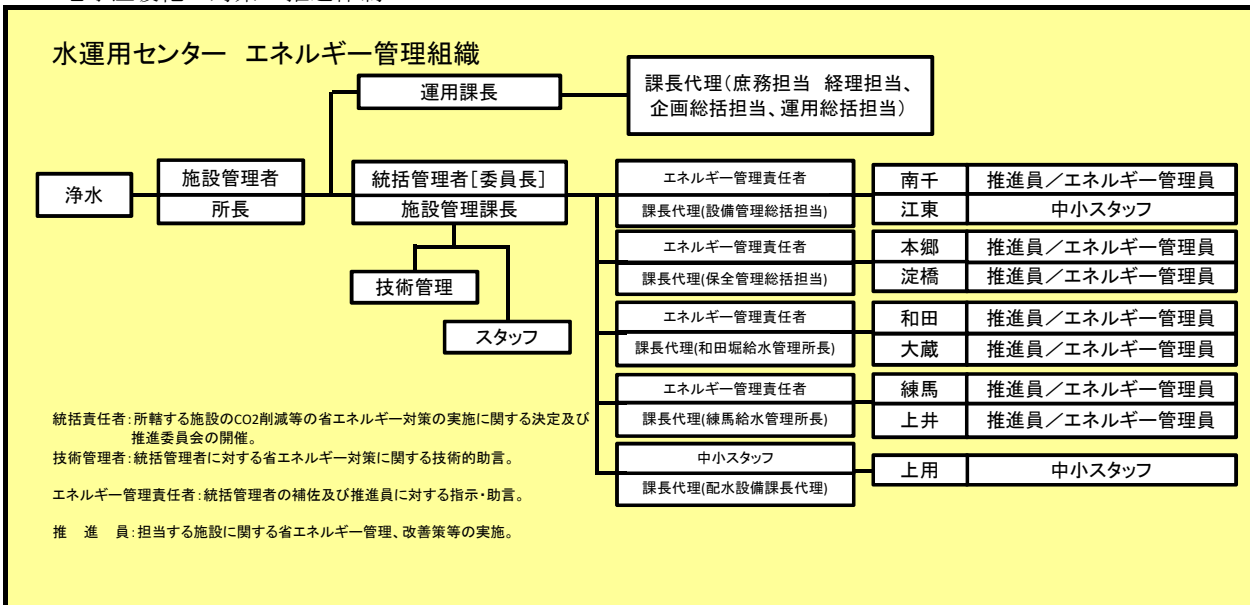 水運用センター　エネルギー管理組織
運用課長
課長代理(庶務担当　経理担当、
企画総括担当、運用総括担当)
浄水
施設管理者
所長
統括管理者[委員長]
施設管理課長
技術管理
スタッフ
エネルギー管理責任者
課長代理(設備管理総括担当)
南千　推進員／エネルギー管理員
江東　中小スタッフ
エネルギー管理責任者
課長代理(保全管理総括担当)
本郷　推進員／エネルギー管理員
淀橋　推進員／エネルギー管理員
エネルギー管理責任者
課長代理(和田堀給水管理所長)
和田　推進員／エネルギー管理員
大蔵　推進員／エネルギー管理員
エネルギー管理責任者
課長代理(練馬給水管理所長)
練馬　推進員／エネルギー管理員
上井　推進員／エネルギー管理員
中小スタッフ
課長代理(配水設備課長代理)
上用　中小スタッフ
統括責任者：所轄する施設のCO2削減等の省エネルギー対策の実施に関する決定及び
推進委員会の開催。
技術管理者：統括管理者に対する省エネルギー対策に関する技術的助言。
エネルギー管理責任者：統括管理者の補佐及び推進員に対する指示・助言。
推　進　員：担当する施設に関する省エネルギー管理、改善策等の実施。